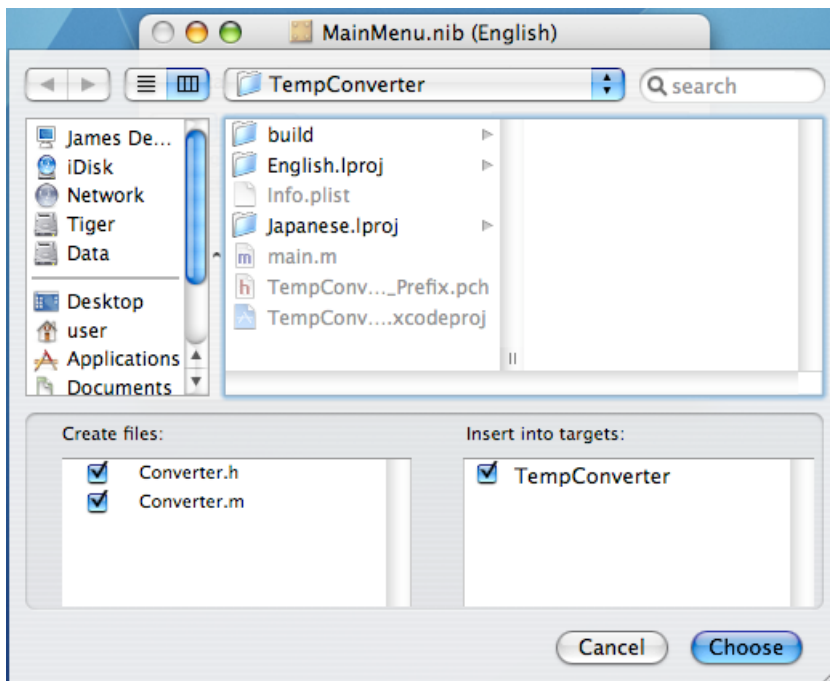 MainMenu.nib (English)
TempConverter
search
James De...
iDisk
Network
Tiger
Data
Desktop
user
Applications
Documents
build
English.lproj
Info.plist
Japanese.lproj
m main.m
h TempConv..._Prefix.pch
TempConv....xcodeproj
Create files:
Converter.h
Converter.m
Insert into targets:
TempConverter
Cancel
Choose